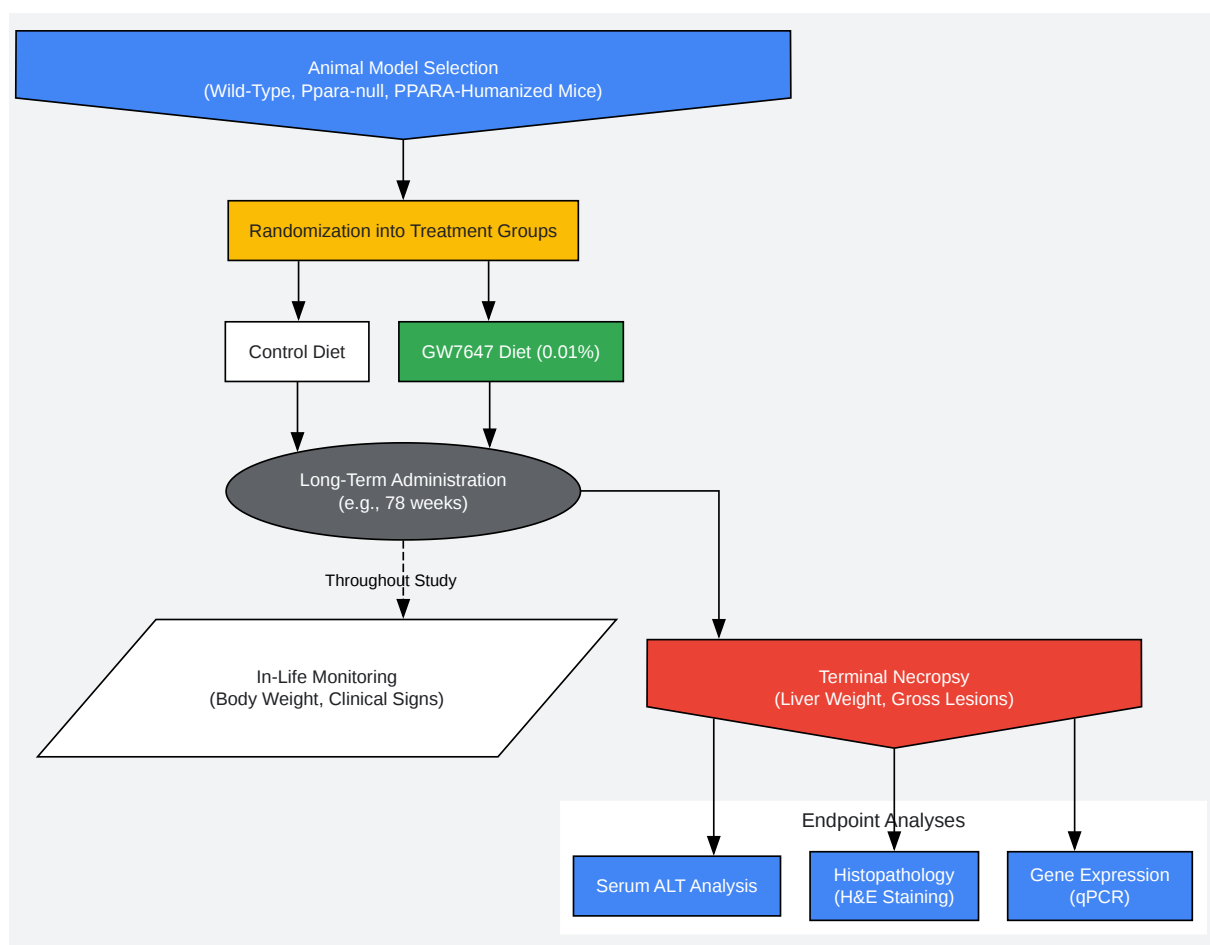 Animal Model Selection
(Wild-Type, Ppara-null, PPARA-Humanized Mice)
Randomization into Treatment Groups
Control Diet
GW7647 Diet (0.01%)
Long-Term Administration
(e.g., 78 weeks)
Throughout Study
In-Life Monitoring
(Body Weight, Clinical Signs)
Terminal Necropsy
(Liver Weight, Gross Lesions)
Endpoint Analyses
Serum ALT Analysis
Histopathology
(H&E Staining)
Gene Expression
(qPCR)